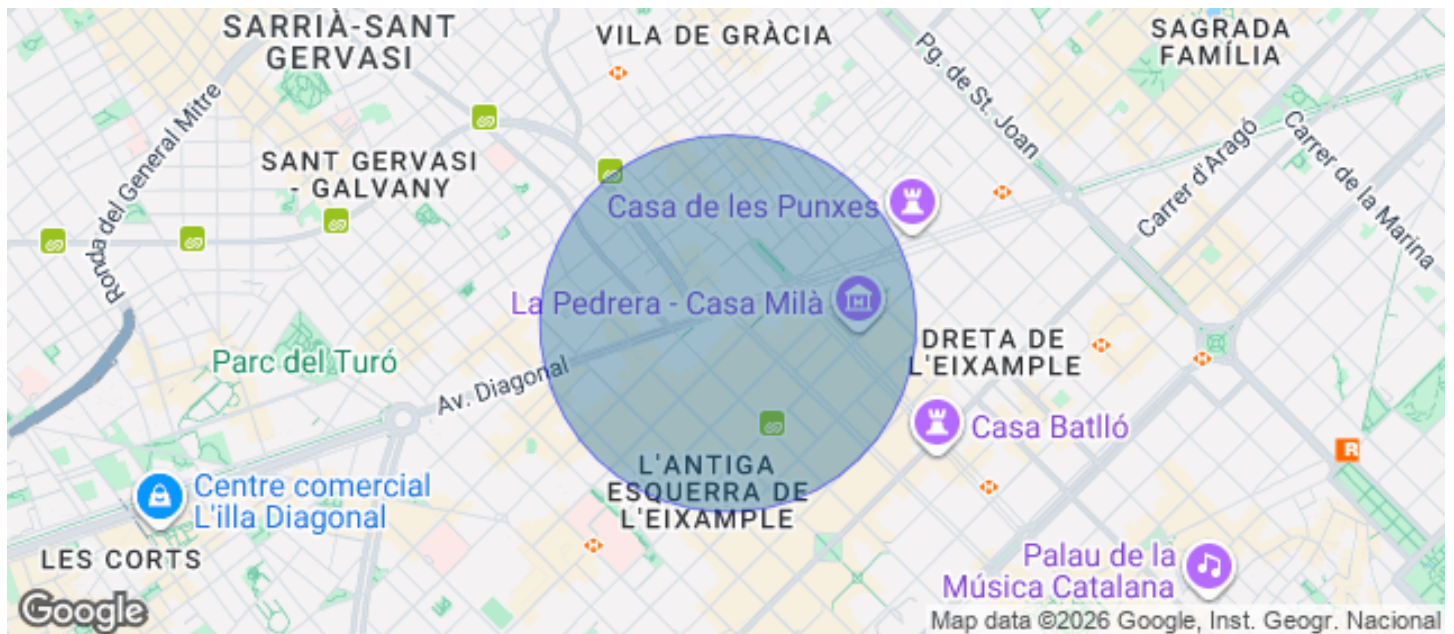 SARRIÀ-SANT
GERVASI
VILA DE GRÀCIA
SAGRADA
FAMÍLIA
Pg. de St. Joan
Ronda del General Mitre
Carrer d'Aragó
Carrer de la Marina
SANT GERVASI
- GALVANY
Casa de les Punxes
La Pedrera - Casa Milà
DRETA DE
L'EIXAMPLE
Parc del Turó
Av. Diagonal
Casa Batlló
L'ANTIGA
ESQUERRA DE
L'EIXAMPLE
Centre comercial
L'illa Diagonal
R
LES CORTS
Palau de la
Música Catalana
Google
Map data ©2026 Google, Inst. Geogr. Nacional